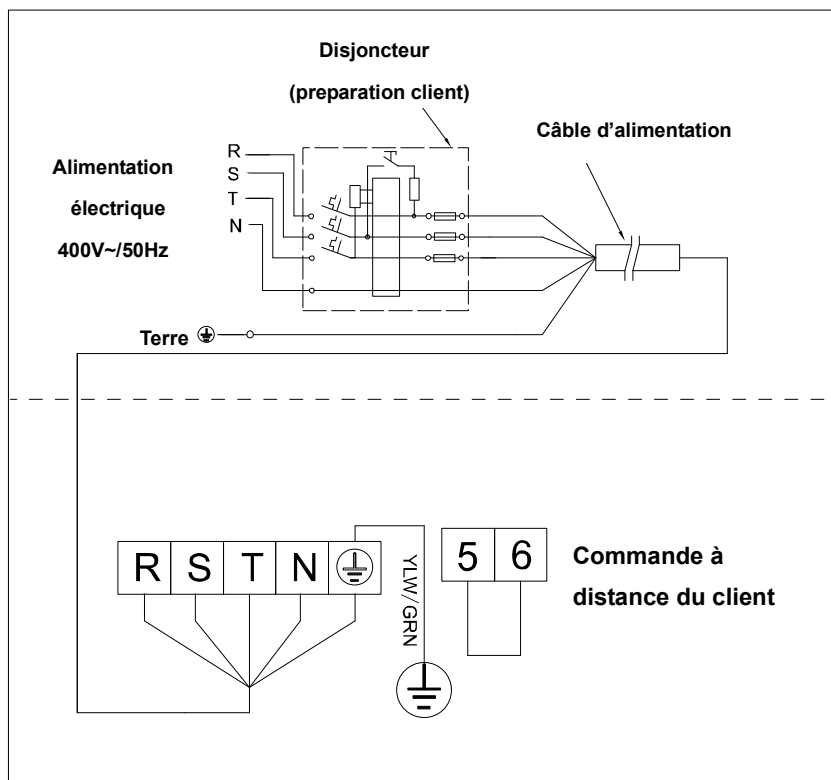 Disjoncteur
(preparation client)
Câble d’alimentation
Alimentation
électrique
400V~/50Hz
R
S
T
N
Terre
R S T N
YLW/GRN
5 6
Commande à
distance du client